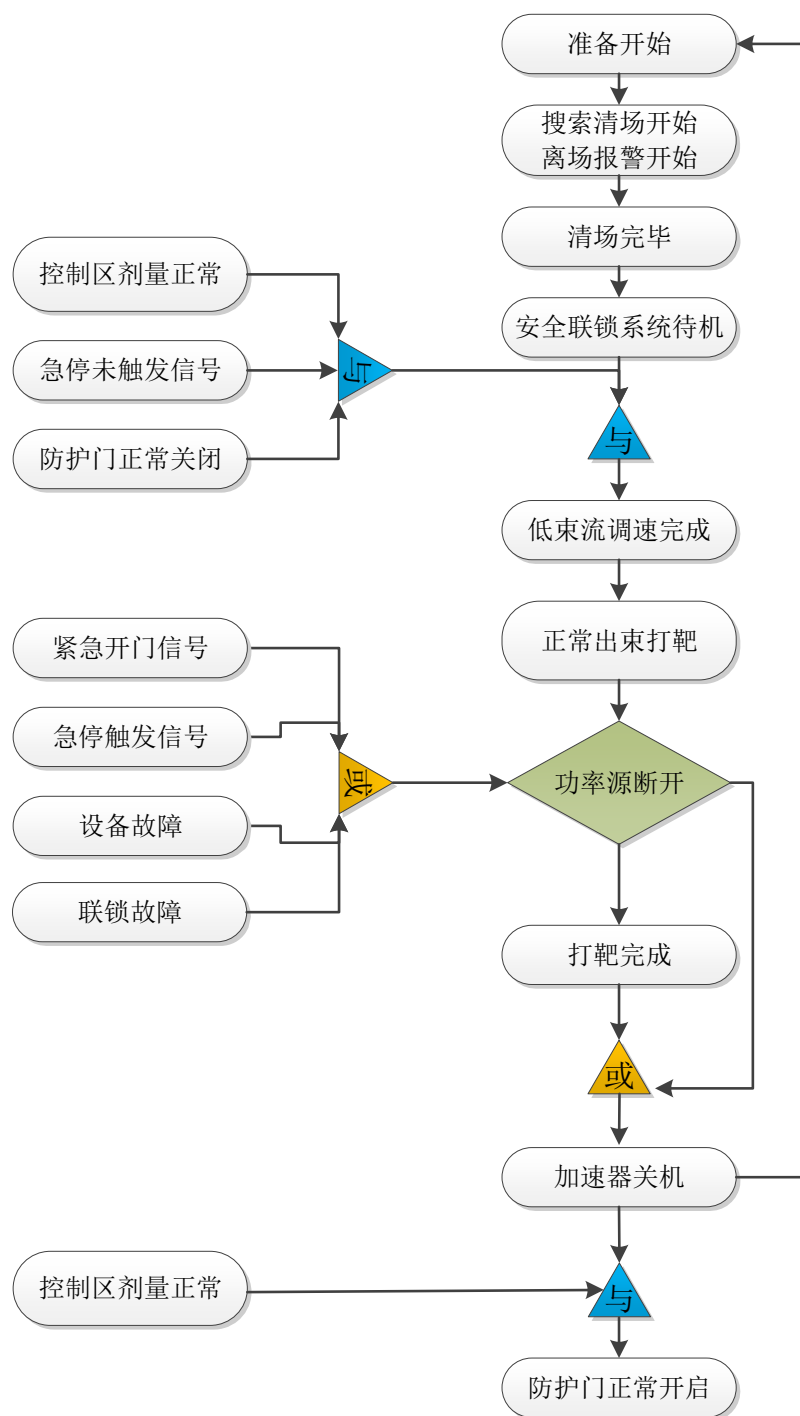 准备开始
搜索清场开始
离场报警开始
清场完毕
控制区剂量正常
安全联锁系统待机
急停未触发信号
与
与
防护门正常关闭
低束流调速完成
紧急开门信号
正常出束打靶
急停触发信号
或
功率源断开
设备故障
联锁故障
打靶完成
或
加速器关机
控制区剂量正常
与
防护门正常开启